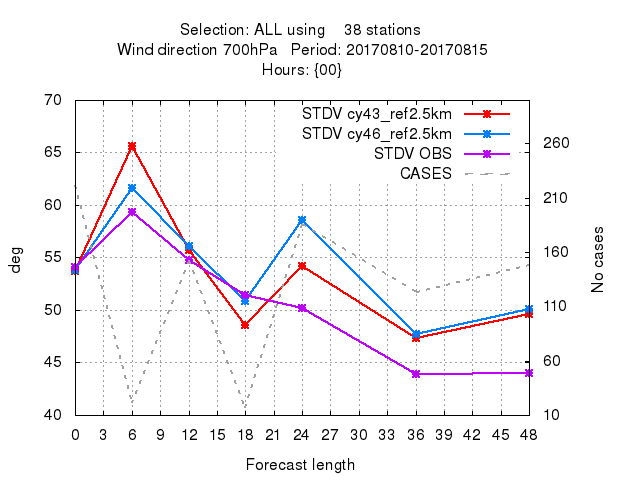 Selection: ALL using 38 stations
Wind direction 700hPa Period: 20170810-20170815
Hours: {00}
70
65
60
55
50
45
40
deg
STDV cy43_ref2.5km
STDV cy46_ref2.5km
STDV OBS
CASES
260
210
160
110
60
10
No cases
0 3 6 9 12 15 18 21 24 27 30 33 36 39 42 45 48
Forecast length